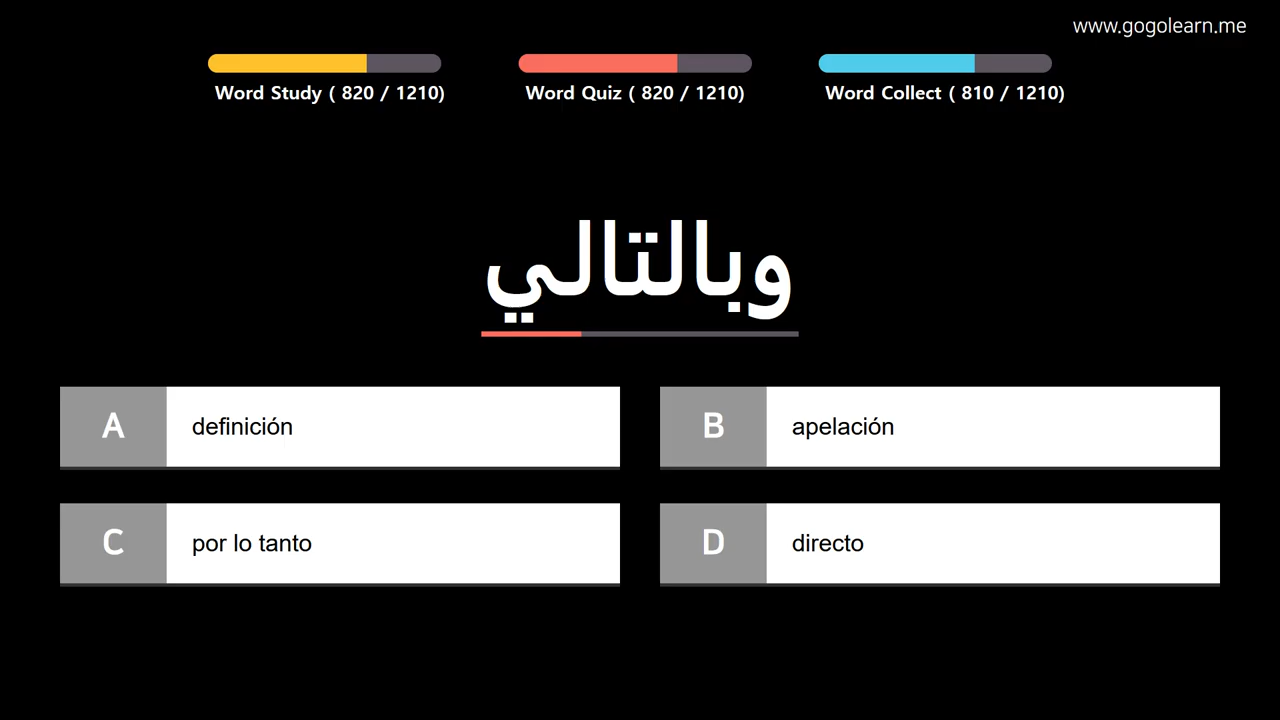 www.gogolearn.me
Word Study ( 820 / 1210)
Word Quiz ( 820 / 1210)
Word Collect ( 810 / 1210)
وبالتالي
A definición
B apelación
C por lo tanto
D directo